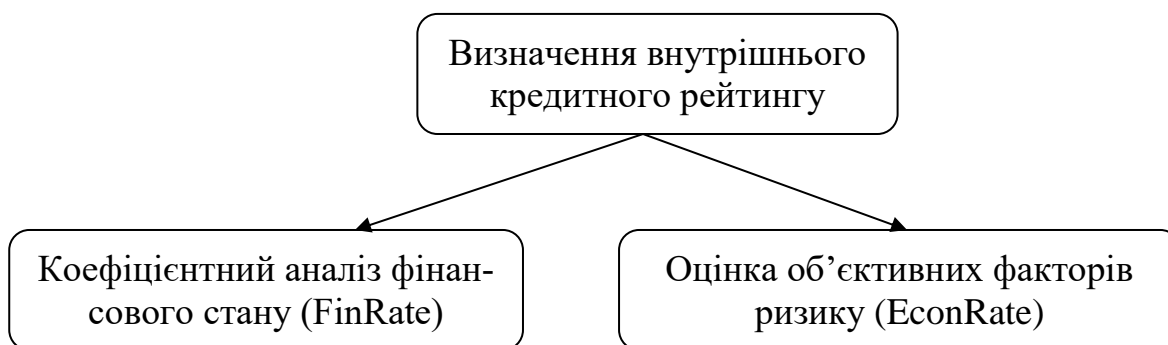 Визначення внутрішнього
кредитного рейтингу
Коефіцієнтний аналіз фінан-
сового стану (FinRate)
Оцінка об’єктивних факторів
ризику (EconRate)